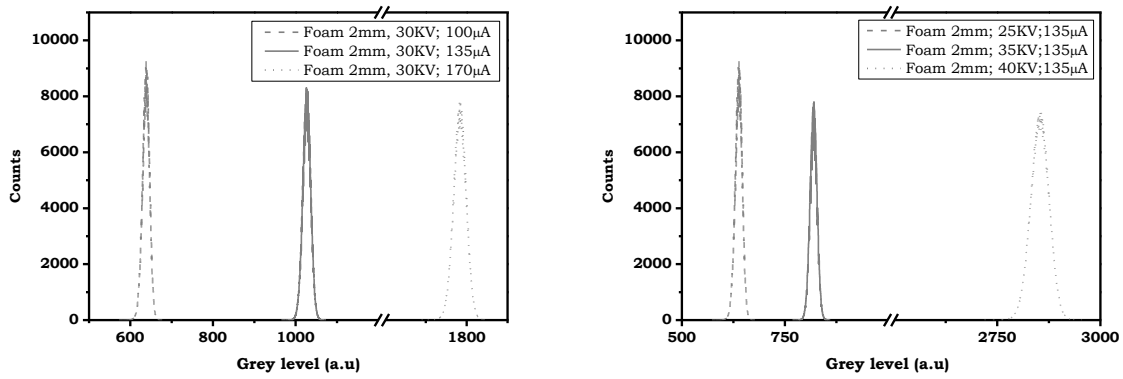 10000
8000
6000
4000
2000
0
Counts
Foam 2mm, 30KV; 100µA
Foam 2mm, 30KV; 135µA
Foam 2mm, 30KV; 170µA
600 1000 1800
Grey level (a.u)
10000
8000
6000
4000
2000
0
Counts
Foam 2mm; 25KV;135µA
Foam 2mm; 35KV;135µA
Foam 2mm; 40KV;135µA
500 750 2750 3000
Grey level (a.u)